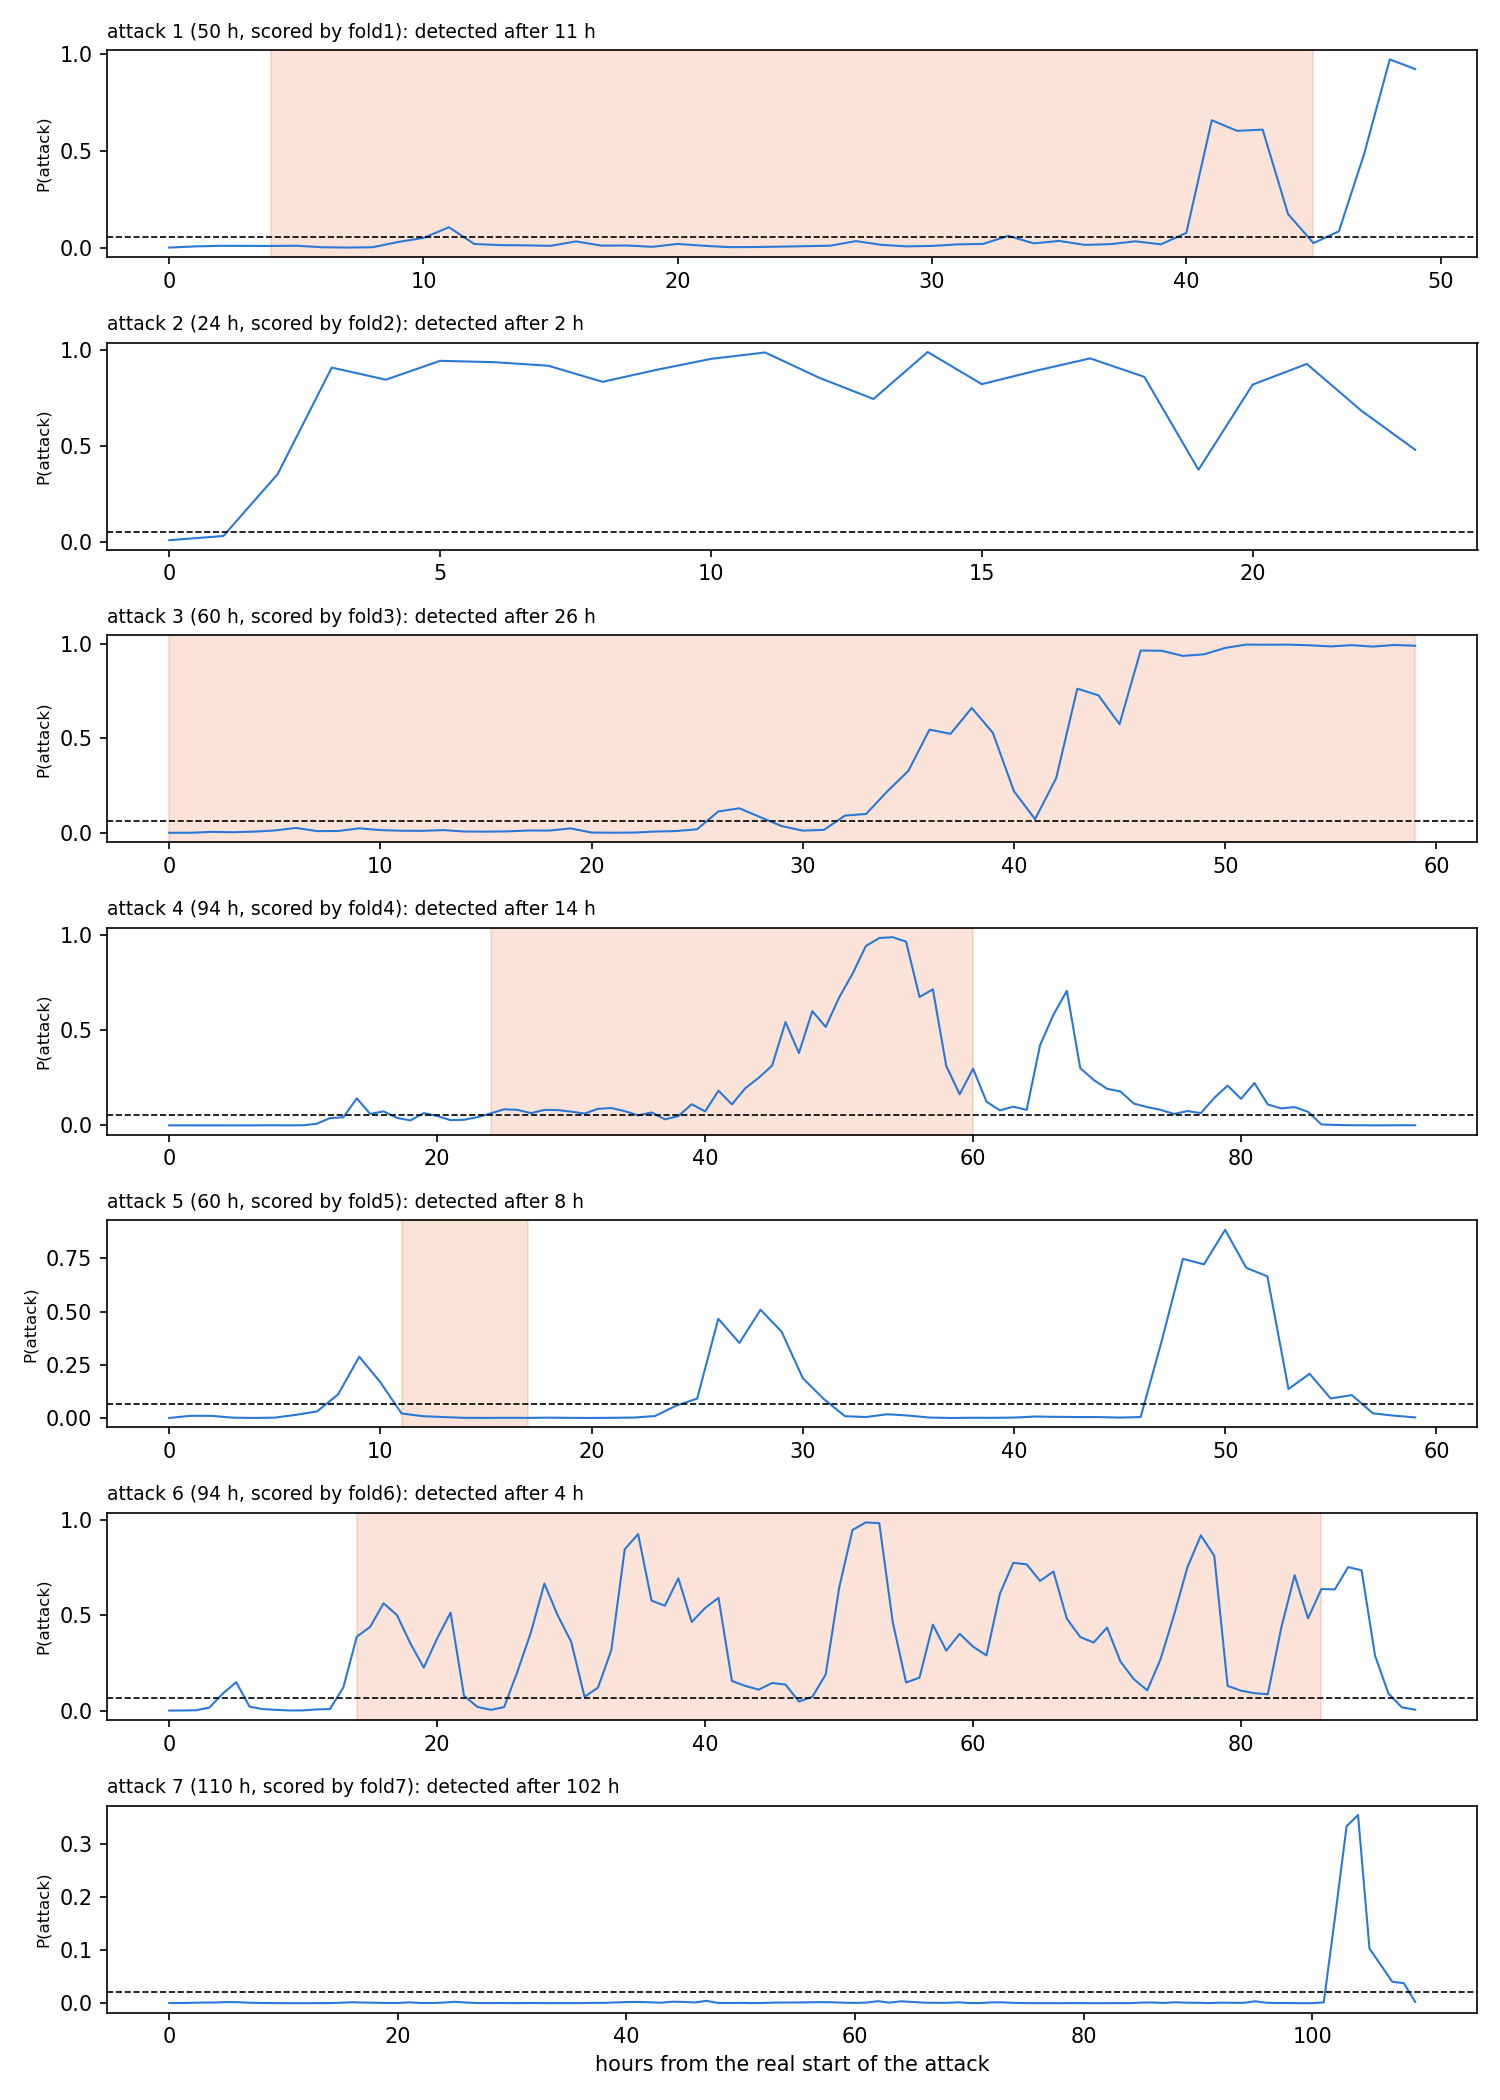 attack 1 (50 h, scored by fold1): detected after 11 h
1.0
0.5
0.0
P(attack)
0 10 20 30 40 50
attack 2 (24 h, scored by fold2): detected after 2 h
1.0
0.5
0.0
P(attack)
0 5 10 15 20
attack 3 (60 h, scored by fold3): detected after 26 h
1.0
0.5
0.0
P(attack)
0 10 20 30 40 50 60
attack 4 (94 h, scored by fold4): detected after 14 h
1.0
0.5
0.0
P(attack)
0 20 40 60 80
attack 5 (60 h, scored by fold5): detected after 8 h
0.75
0.50
0.25
0.00
P(attack)
0 10 20 30 40 50 60
attack 6 (94 h, scored by fold6): detected after 4 h
1.0
0.5
0.0
P(attack)
0 20 40 60 80
attack 7 (110 h, scored by fold7): detected after 102 h
0.3
0.2
0.1
0.0
P(attack)
0 20 40 60 80 100
hours from the real start of the attack